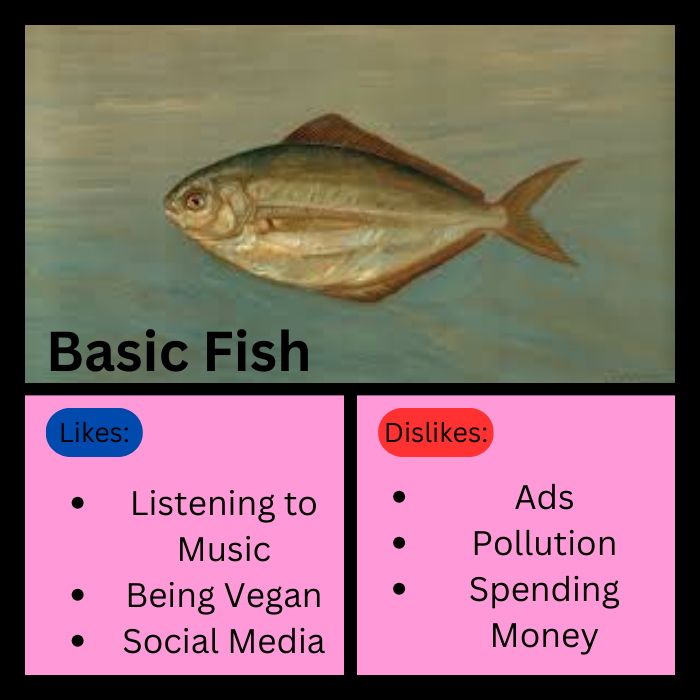 Basic Fish
Likes:
• Listening to
Music
• Being Vegan
• Social Media
Dislikes:
• Ads
• Pollution
• Spending
Money